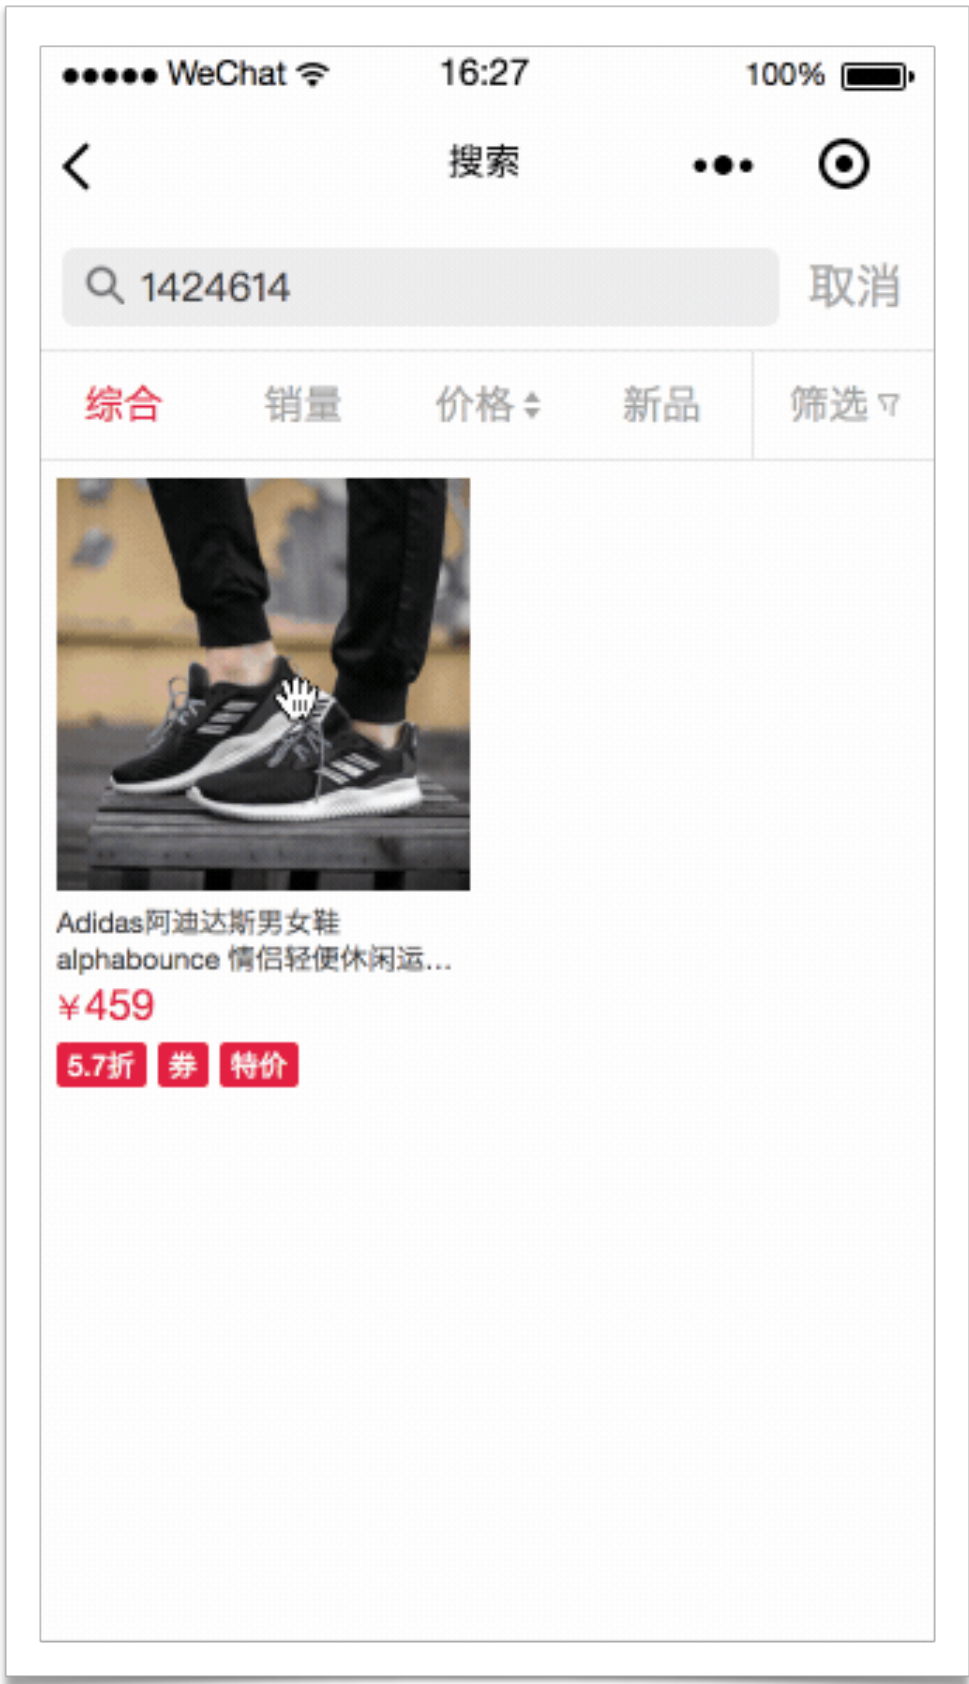 WeChat 16:27 100%
搜索
1424614 取消
综合 销量 价格 新品 筛选
Adidas阿迪达斯男女鞋
alphabounce 情侣轻便休闲运...
¥459
5.7折 券 特价